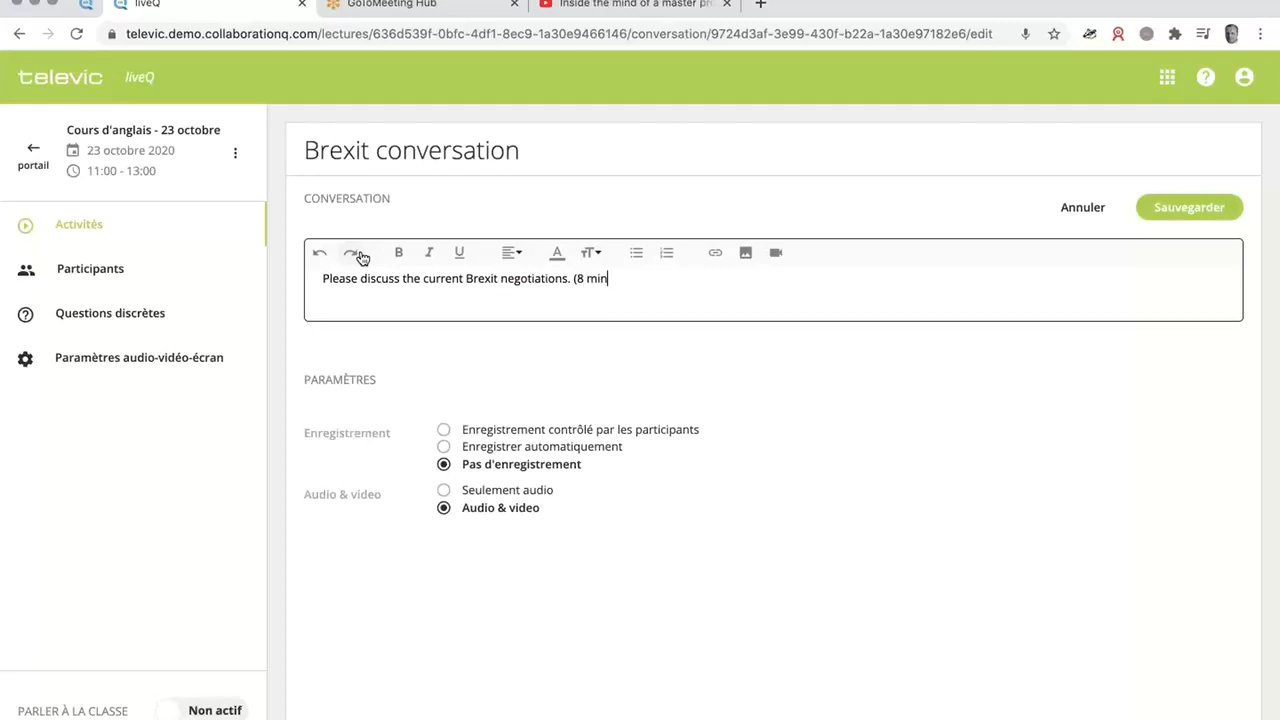 liveQ
GoToMeeting Hub
Inside the mind of a master pr
televic.demo.collaborationq.com/lectures/636d539f-0bfc-4df1-8ec9-1a30e9466146/conversation/9724d3af-3e99-430f-b22a-1a30e97182e6/edit
televic liveQ
Cours d'anglais - 23 octobre
23 octobre 2020
11:00 - 13:00
portail
Activités
Participants
Questions discrètes
Paramètres audio-vidéo-écran
PARLER À LA CLASSE Non actif
Brexit conversation
CONVERSATION
Annuler Sauvegarder
B I U A TT
Please discuss the current Brexit negotiations. (8 min
PARAMÈTRES
Enregistrement
Enregistrement contrôlé par les participants
Enregistrer automatiquement
Pas d'enregistrement
Audio & video
Seulement audio
Audio & video